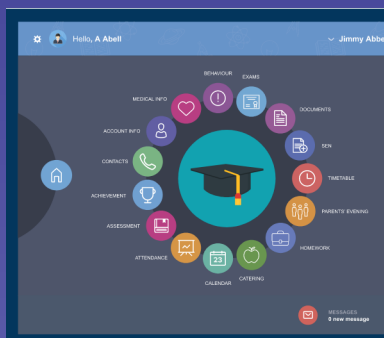 Hello, A Abell
Jimmy Abbe
BEHAVIOUR
EXAMS
MEDICAL INFO
DOCUMENTS
ACCOUNT INFO
SEN
CONTACTS
TIMETABLE
ACHIEVEMENT
PARENTS' EVENING
ASSESSMENT
HOMEWORK
ATTENDANCE
23
CATERING
CALENDAR
MESSAGES
0 new message